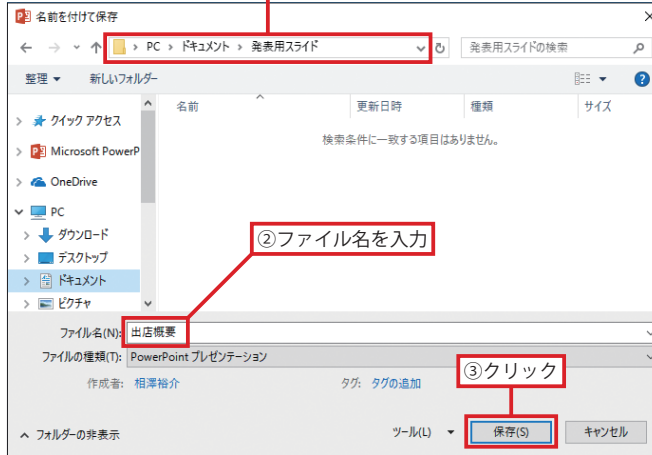 名前を付けて保存
PC › ドキュメント › 発表用スライド
発表用スライドの検索
整理 新しいフォルダー
名前 更新日時 種類 サイズ
検索条件に一致する項目はありません。
クイック アクセス
Microsoft PowerP
OneDrive
PC
ダウンロード
デスクトップ
ドキュメント
ピクチャ
②ファイル名を入力
ファイル名(N): 出店概要
ファイルの種類(T): PowerPoint プレゼンテーション
作成者: 相澤裕介 タグ: タグの追加
③クリック
フォルダーの非表示 ツール(L) 保存(S) キャンセル